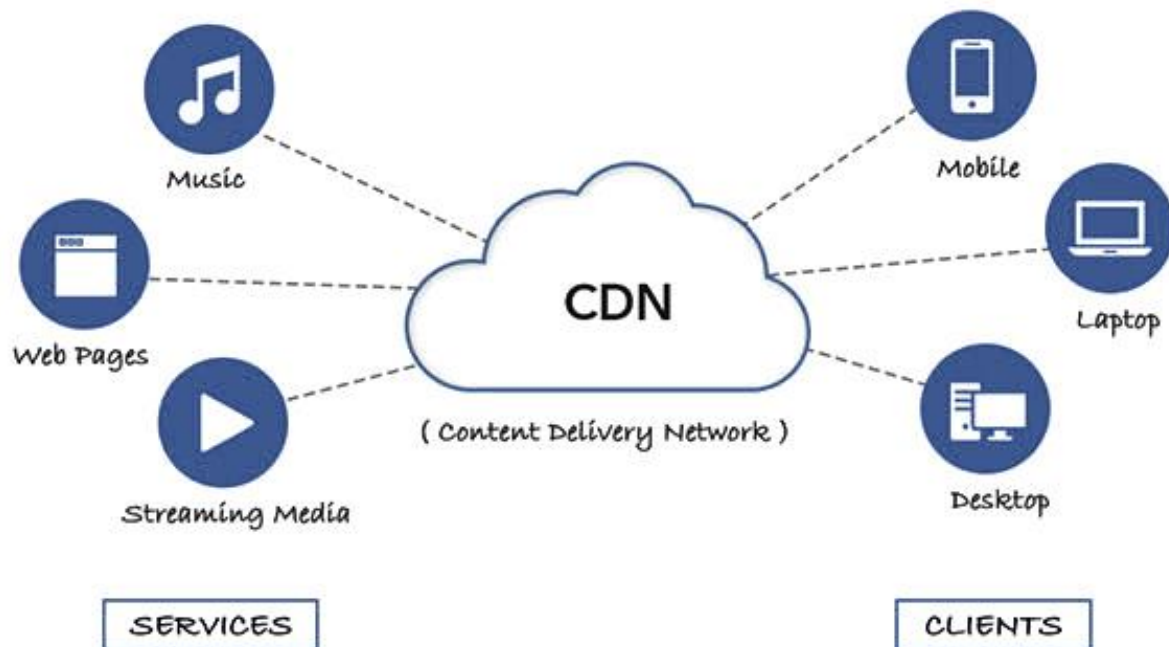 Music
Mobile
Web Pages
CDN
Laptop
( Content Delivery Network )
Streaming Media
Desktop
SERVICES
CLIENTS